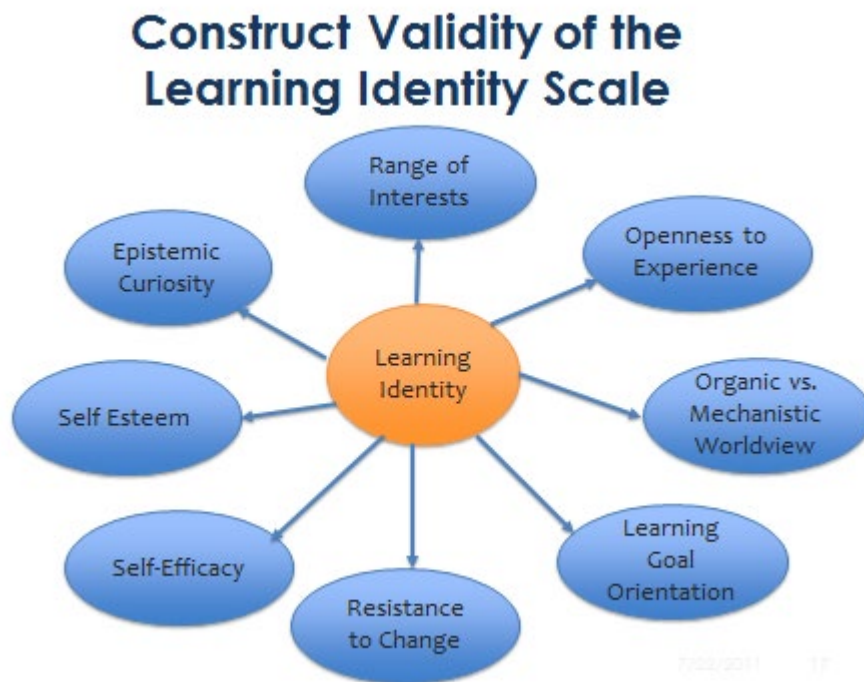 Construct Validity of the
Learning Identity Scale
Range of
Interests
Openness to
Experience
Epistemic
Curiosity
Learning
Identity
Organic vs.
Mechanistic
Worldview
Self Esteem
Learning
Goal
Orientation
Self-Efficacy
Resistance
to Change